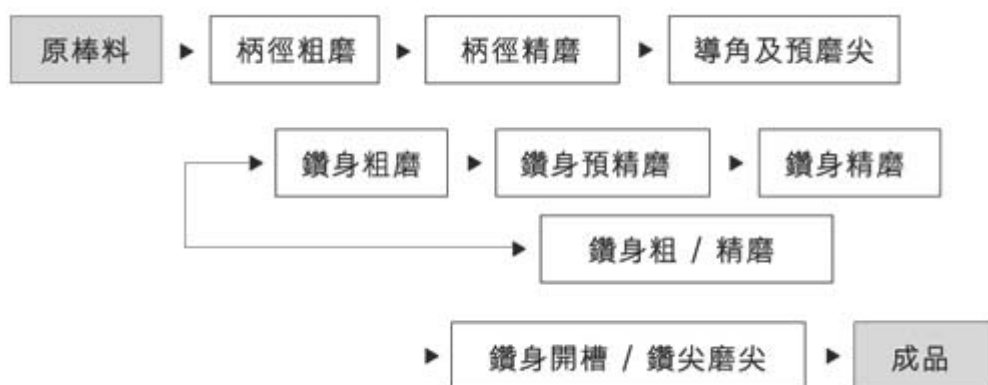 原棒料 ▶ 柄徑粗磨 ▶ 柄徑精磨 ▶ 導角及預磨尖
▶ 鑽身粗磨 ▶ 鑽身預精磨 ▶ 鑽身精磨
▶ 鑽身粗 / 精磨
▶ 鑽身開槽 / 鑽尖磨尖 ▶ 成品